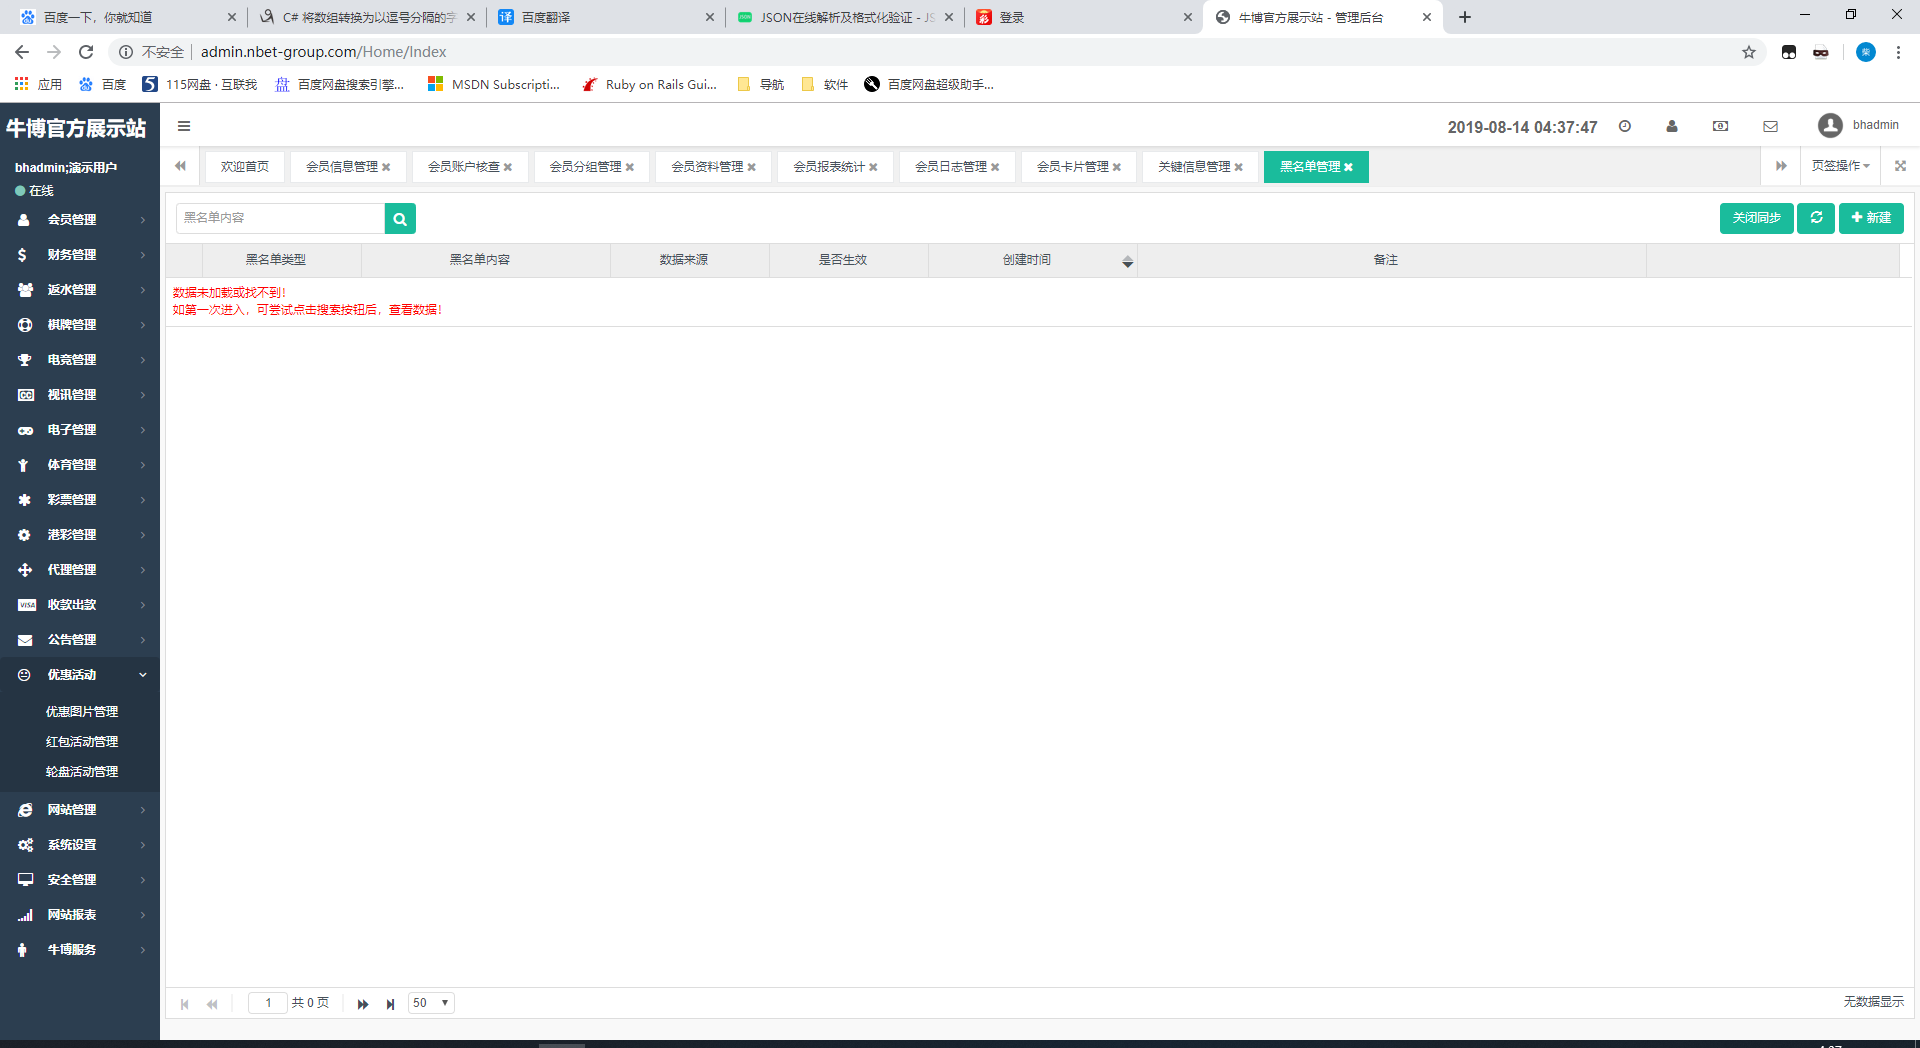 百度一下，你就知道
C# 将数组转换为以逗号分隔的字
百度翻译
JSON在线解析及格式化验证 - JS
登录
牛博官方展示站 - 管理后台
不安全
admin.nbet-group.com/Home/Index
应用
百度
115网盘 · 互联我
百度网盘搜索引擎...
MSDN Subscripti...
Ruby on Rails Gui...
导航
软件
百度网盘超级助手...
牛博官方展示站
2019-08-14 04:37:47
bhadmin
bhadmin;演示用户
在线
欢迎首页
会员信息管理
会员账户核查
会员分组管理
会员资料管理
会员报表统计
会员日志管理
会员卡片管理
关键信息管理
黑名单管理
页签操作
会员管理
财务管理
返水管理
棋牌管理
电竞管理
视讯管理
电子管理
体育管理
彩票管理
港彩管理
代理管理
收款出款
公告管理
优惠活动
优惠图片管理
红包活动管理
轮盘活动管理
网站管理
系统设置
安全管理
网站报表
牛博服务
黑名单内容
关闭同步
新建
黑名单类型
黑名单内容
数据来源
是否生效
创建时间
备注
数据未加载或找不到！
如第一次进入，可尝试点击搜索按钮后，查看数据！
1
共 0 页
50
无数据显示